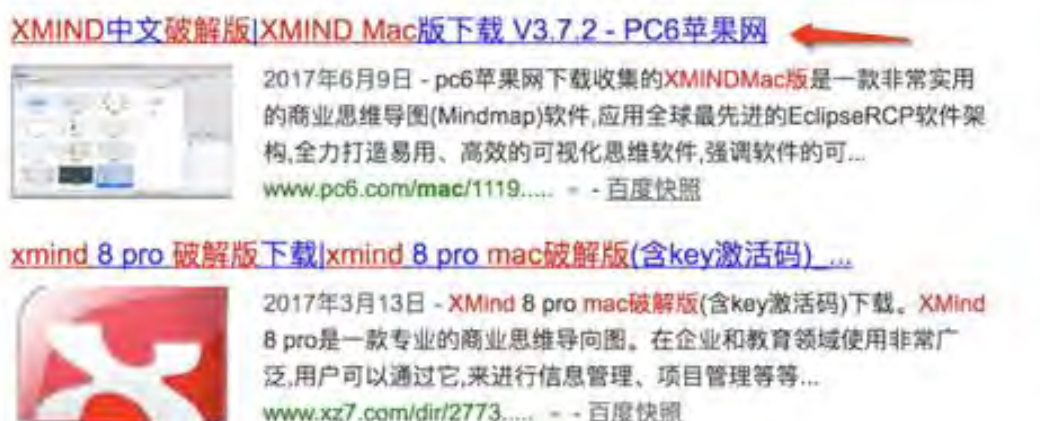 XMIND中文破解版|XMIND Mac版下载 V3.7.2 - PC6苹果网
2017年6月9日 - pc6苹果网下载收集的XMINDMac版是一款非常实用
的商业思维导图(Mindmap)软件,应用全球最先进的EclipseRCP软件架
构,全力打造易用、高效的可视化思维软件,强调软件的可...
www.pc6.com/mac/1119..... - - 百度快照
xmind 8 pro 破解版下载|xmind 8 pro mac破解版(含key激活码)_...
2017年3月13日 - XMind 8 pro mac破解版(含key激活码)下载。XMind
8 pro是一款专业的商业思维导向图。在企业和教育领域使用非常广
泛,用户可以通过它,来进行信息管理、项目管理等等...
www.xz7.com/dir/2773..... - - 百度快照